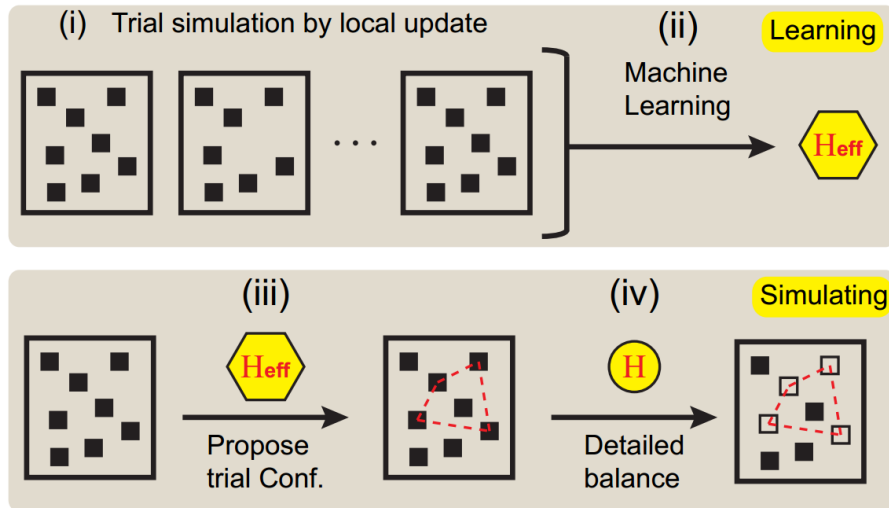 (i) Trial simulation by local update
(ii)
Learning
Machine
Learning
Heff
...
(iii)
(iv)
Simulating
Heff
H
Propose
trial Conf.
Detailed
balance